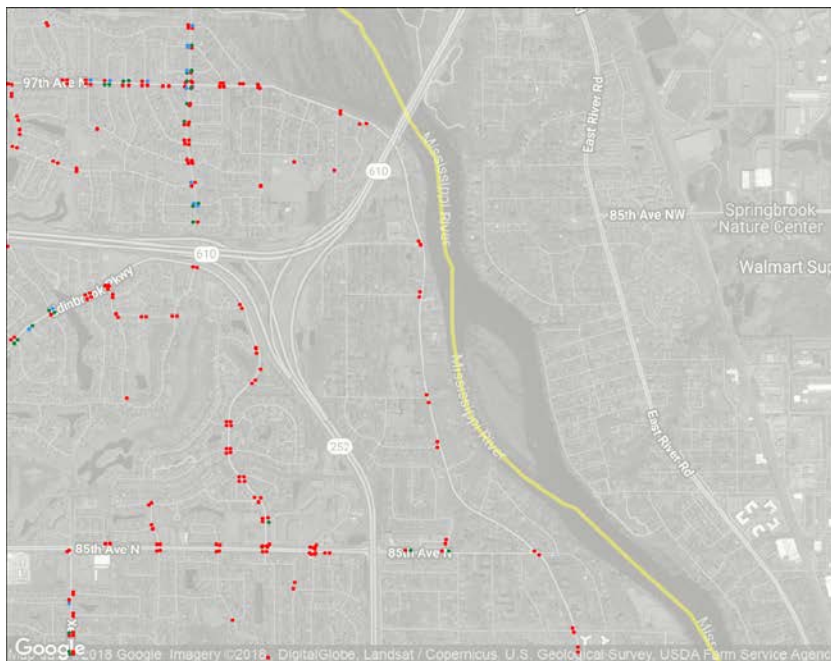 97th Ave N
East River Rd
Mississippi River
610
85th Ave NW
Springbrook
Nature Center
610
Walmart Sup
dinbrook Pkwy
Mississippi River
East River Rd
252
85th Ave N
85th Ave N
Miss
Google
2018 Google Imagery ©2018 , DigitalGlobe, Landsat / Copernicus, U.S. Geological Survey, USDA Farm Service Agenc